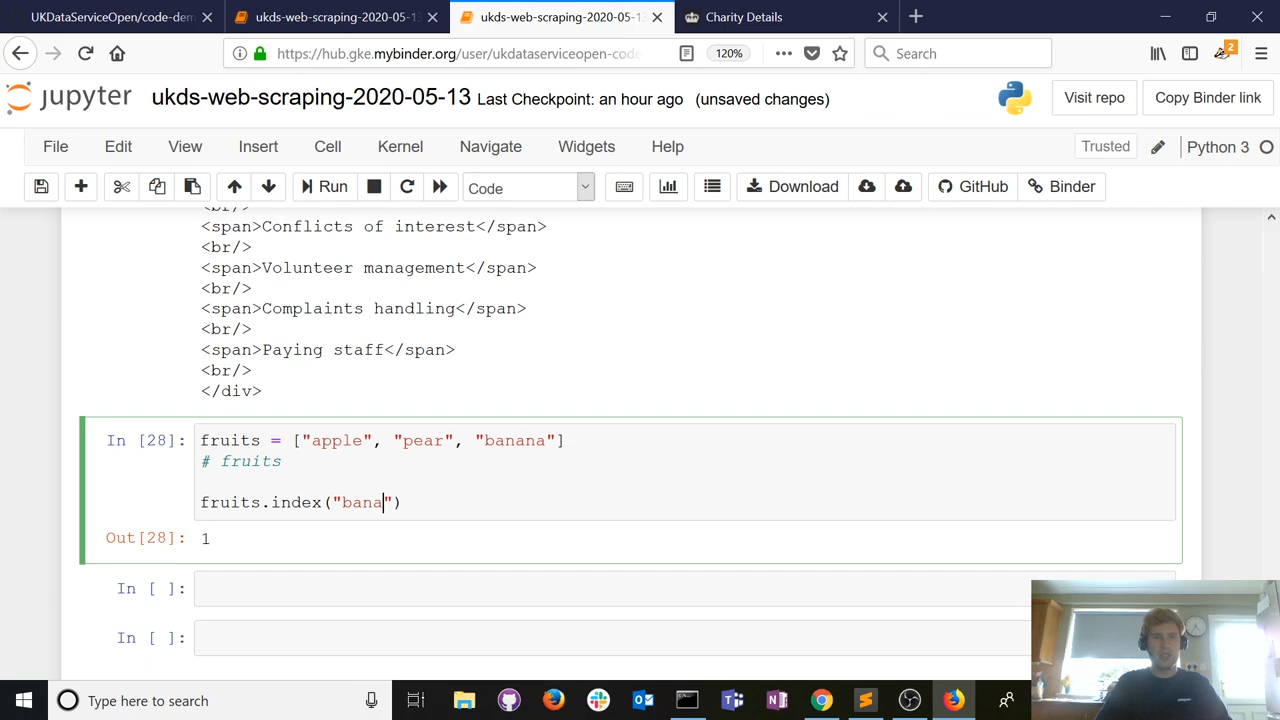 UKDataServiceOpen/code-dem
ukds-web-scraping-2020-05-13
ukds-web-scraping-2020-05-13
Charity Details
https://hub.gke.mybinder.org/user/ukdataserviceopen-code-
120%
Search
2
jupyter
ukds-web-scraping-2020-05-13 Last Checkpoint: an hour ago (unsaved changes)
Visit repo
Copy Binder link
File Edit View Insert Cell Kernel Navigate Widgets Help
Trusted
Python 3
Run
Code
Download
GitHub
Binder
<br/>
<span>Conflicts of interest</span>
<br/>
<span>Volunteer management</span>
<br/>
<span>Complaints handling</span>
<br/>
<span>Paying staff</span>
<br/>
</div>
In [28]: fruits = ["apple", "pear", "banana"]
# fruits
fruits.index("bana")
Out[28]: 1
In [ ]:
In [ ]:
Type here to search